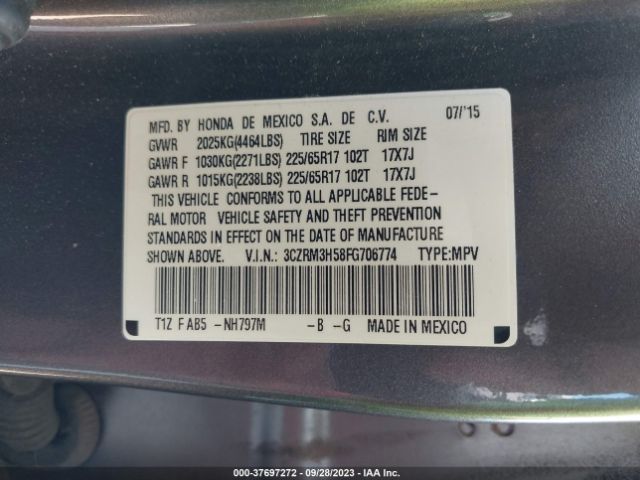 MFD. BY HONDA DE MEXICO S.A. DE C.V. 07/'15
GVWR 2025KG(4464LBS) TIRE SIZE RIM SIZE
GAWR F 1030KG(2271LBS) 225/65R17 102T 17X7J
GAWR R 1015KG(2238LBS) 225/65R17 102T 17X7J
THIS VEHICLE CONFORMS TO ALL APPLICABLE FEDE-
RAL MOTOR VEHICLE SAFETY AND THEFT PREVENTION
STANDARDS IN EFFECT ON THE DATE OF MANUFACTURE
SHOWN ABOVE. V.I.N.: 3CZRM3H58FG706774 TYPE:MPV
T1Z F AB5 -NH797M -B -G MADE IN MEXICO
000-37697272 - 09/28/2023 - IAA Inc.